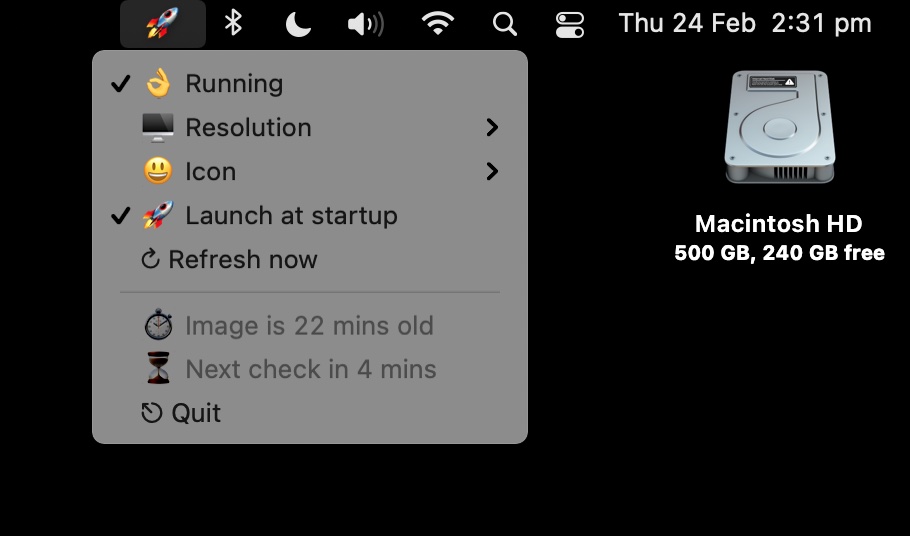 Thu 24 Feb 2:31 pm
Running
Resolution
Icon
Launch at startup
Refresh now
Image is 22 mins old
Next check in 4 mins
Quit
Macintosh HD
500 GB, 240 GB free